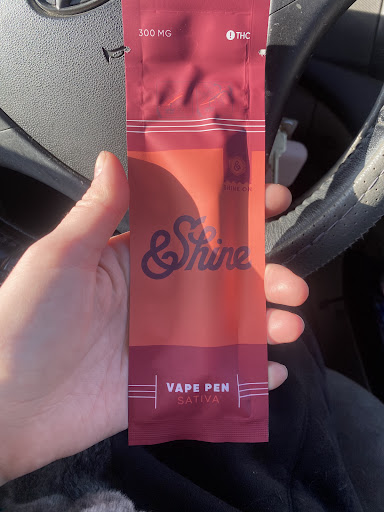 300 MG
! THC
&Shine
VAPE PEN
SATIVA